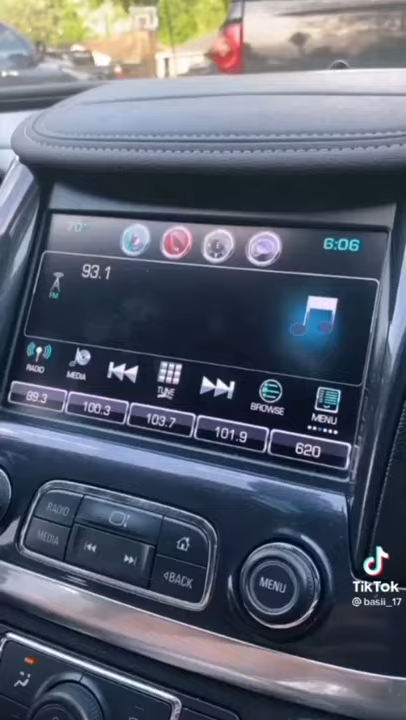 70°
6:06
93.1
FM
RADIO
MEDIA
TUNE
BROWSE
MENU
89.3
100.3
103.7
101.9
620
RADIO
MEDIA
BACK
MENU
TikTok
@basii_17